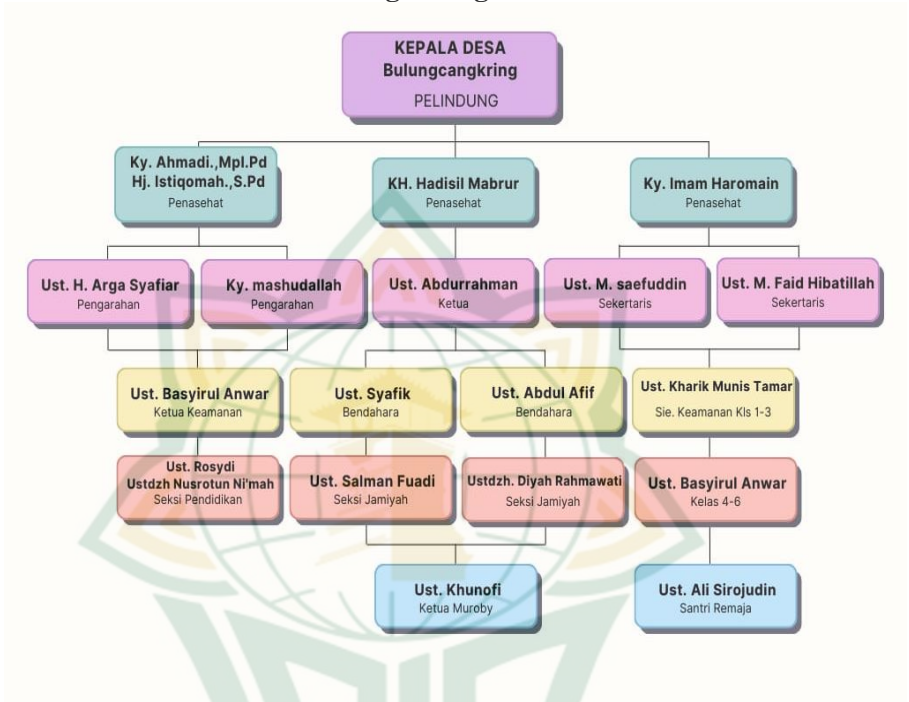 KEPALA DESA
Bulungcangkring
PELINDUNG
Ky. Ahmadi.,Mpl.Pd
Hj. Istiqomah.,S.Pd
Penasehat
KH. Hadisil Mabrur
Penasehat
Ky. Imam Haromain
Penasehat
Ust. H. Arga Syafiar
Pengarahan
Ky. mashudallah
Pengarahan
Ust. Abdurrahman
Ketua
Ust. M. saefuddin
Sekertaris
Ust. M. Faid Hibatillah
Sekertaris
Ust. Basyirul Anwar
Ketua Keamanan
Ust. Syafik
Bendahara
Ust. Abdul Afif
Bendahara
Ust. Kharik Munis Tamar
Sie. Keamanan Kls 1-3
Ust. Rosydi
Ustdzh Nusrotun Ni'mah
Seksi Pendidikan
Ust. Salman Fuadi
Seksi Jamiyah
Ustdzh. Diyah Rahmawati
Seksi Jamiyah
Ust. Basyirul Anwar
Kelas 4-6
Ust. Khunofi
Ketua Muroby
Ust. Ali Sirojudin
Santri Remaja